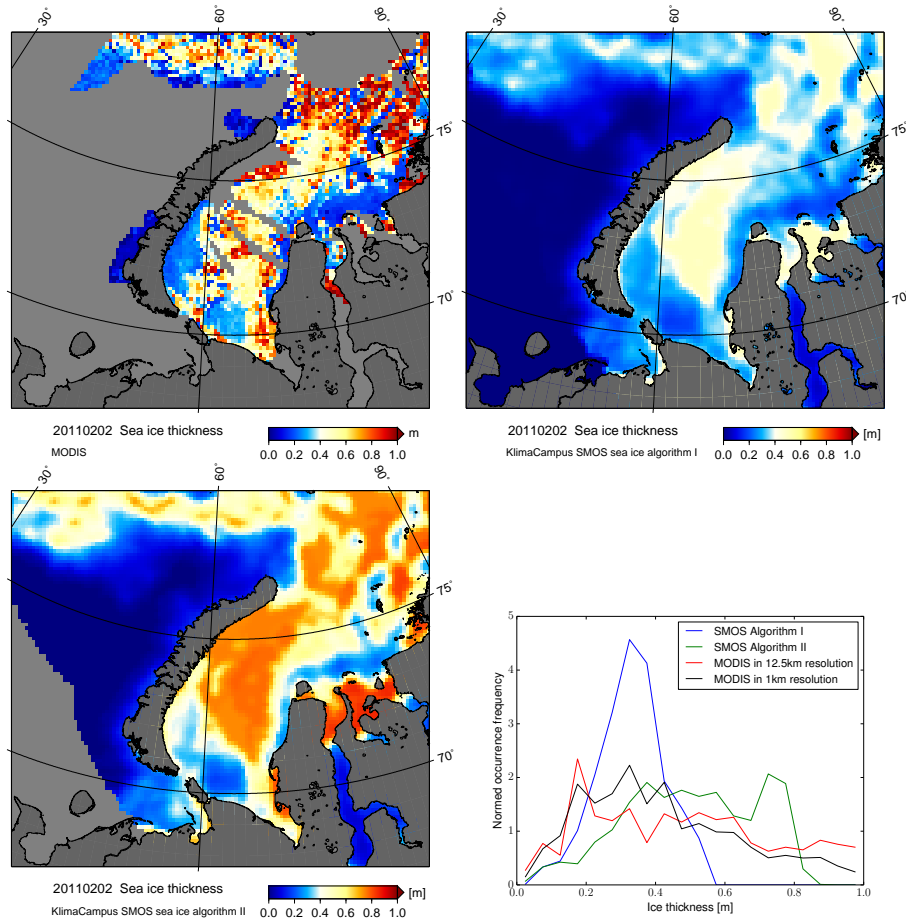 30°
60°
90°
75°
70°
20110202 Sea ice thickness
MODIS
0.0 0.2 0.4 0.6 0.8 1.0
m
30°
60°
90°
75°
70°
20110202 Sea ice thickness
KlimaCampus SMOS sea ice algorithm I
0.0 0.2 0.4 0.6 0.8 1.0
[m]
30°
60°
90°
75°
70°
20110202 Sea ice thickness
KlimaCampus SMOS sea ice algorithm II
0.0 0.2 0.4 0.6 0.8 1.0
[m]
SMOS Algorithm I
SMOS Algorithm II
MODIS in 12.5km resolution
MODIS in 1km resolution
Normed occurrence frequency
5
4
3
2
1
0
0.0 0.2 0.4 0.6 0.8 1.0
Ice thickness [m]